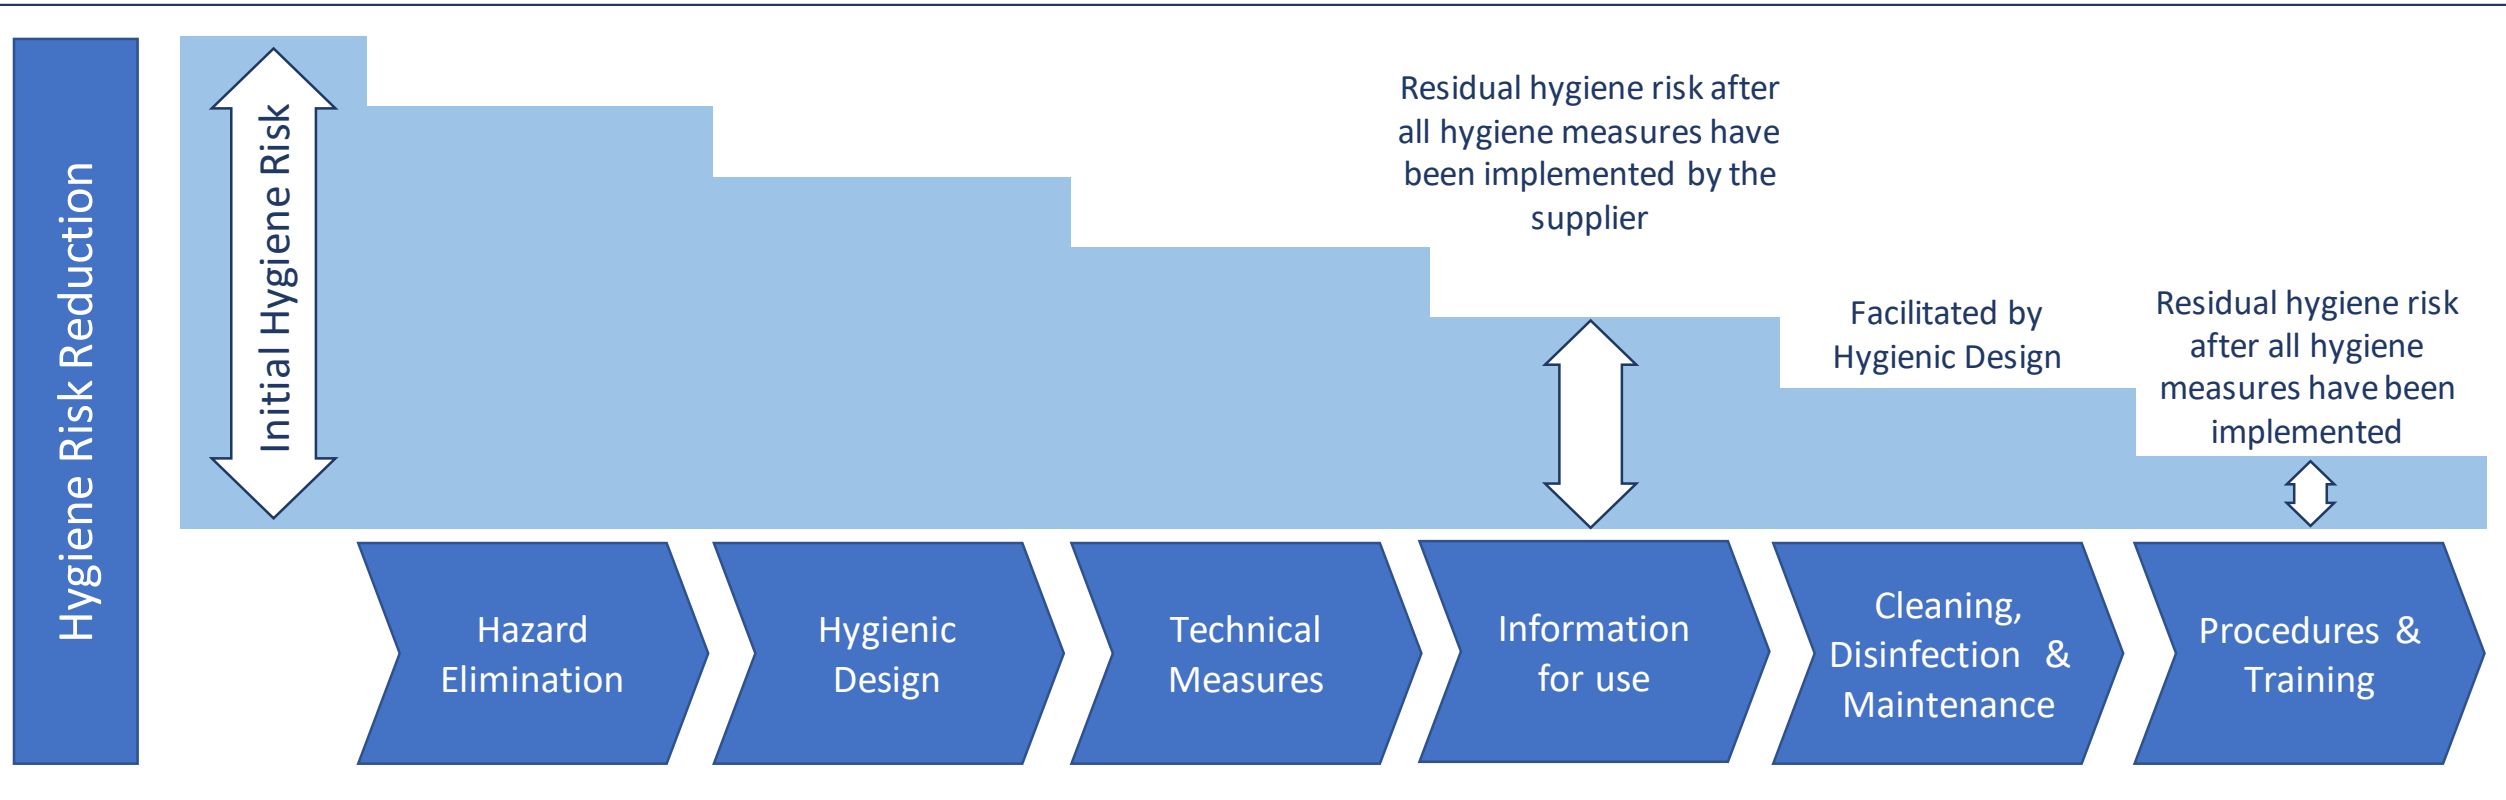 Hygiene Risk Reduction
Initial Hygiene Risk
Residual hygiene risk after
all hygiene measures have
been implemented by the
supplier
Facilitated by
Hygienic Design
Residual hygiene risk
after all hygiene
measures have been
implemented
Hazard
Elimination
Hygienic
Design
Technical
Measures
Information
for use
Cleaning,
Disinfection &
Maintenance
Procedures &
Training